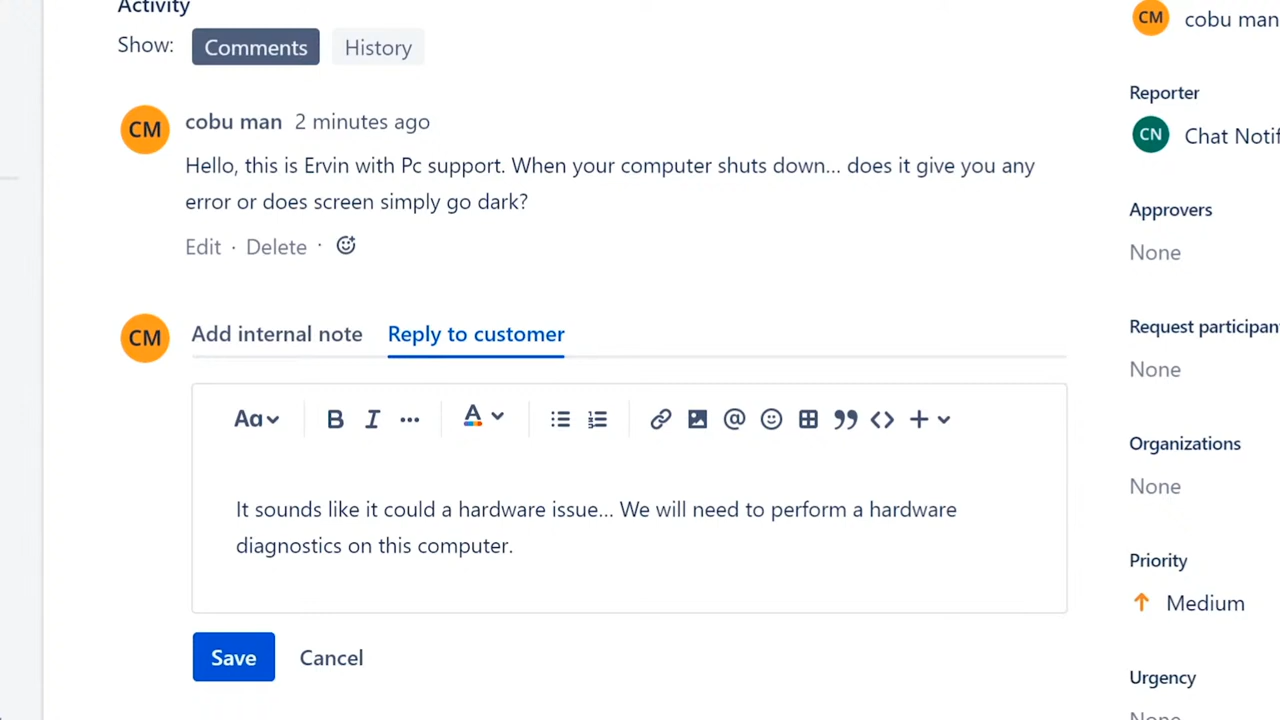 Activity
Show: Comments History
CM cobu man 2 minutes ago
Hello, this is Ervin with Pc support. When your computer shuts down... does it give you any
error or does screen simply go dark?
Edit · Delete ·
CM Add internal note Reply to customer
Aa B I ... A
It sounds like it could a hardware issue... We will need to perform a hardware
diagnostics on this computer.
Save Cancel
CM cobu man
Reporter
CN Chat Notif
Approvers
None
Request participan
None
Organizations
None
Priority
Medium
Urgency
None